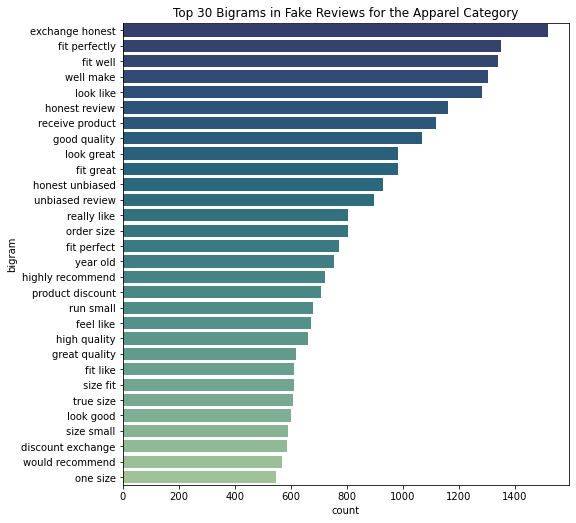 Top 30 Bigrams in Fake Reviews for the Apparel Category
exchange honest
fit perfectly
fit well
well make
look like
honest review
receive product
good quality
look great
fit great
honest unbiased
unbiased review
really like
order size
fit perfect
year old
highly recommend
product discount
run small
feel like
high quality
great quality
fit like
size fit
true size
look good
size small
discount exchange
would recommend
one size
bigram
0 200 400 600 800 1000 1200 1400
count